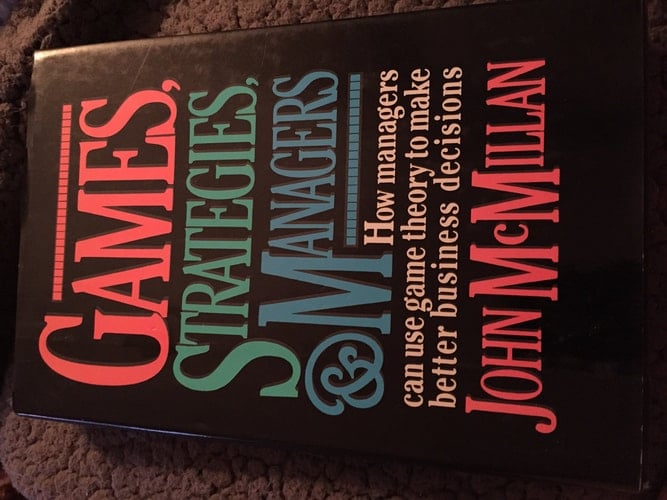 GAMES,
STRATEGIES,
& MANAGERS
How managers
can use game theory to make
better business decisions
JOHN MCMILLAN